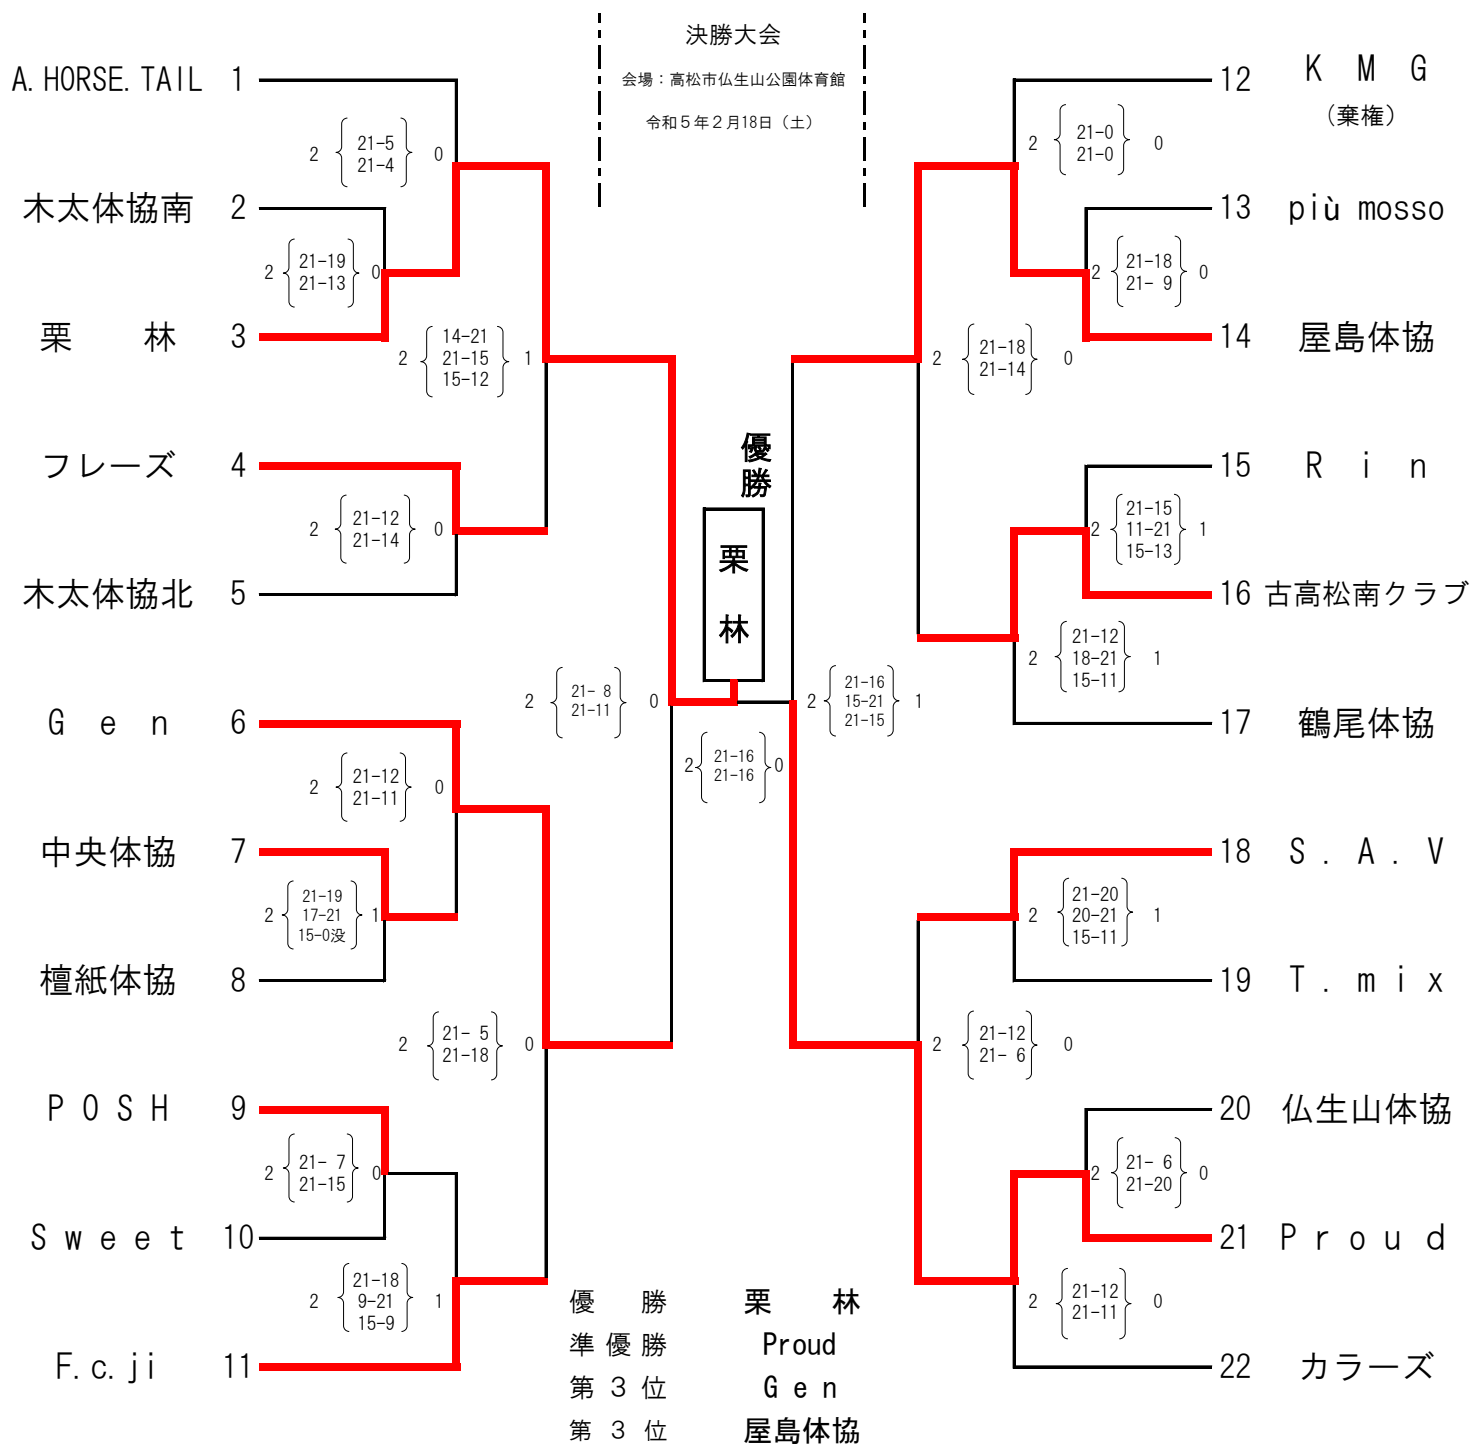 決勝大会
会場：高松市仏生山公園体育館
令和５年２月18日（土）
A.HORSE.TAIL 1
2 21-5 0
21-4
木太体協南 2
2 21-19 0
21-13
栗　林 3
14-21
2 21-15 1
15-12
フレーズ 4
2 21-12 0
21-14
木太体協北 5
2 21- 8 0
21-11
Gen 6
2 21-12 0
21-11
中央体協 7
21-19
2 17-21 1
15-0没
檀紙体協 8
2 21- 5 0
21-18
POSH 9
2 21- 7 0
21-15
Sweet 10
21-18
2 9-21 1
15-9
F.c.ji 11
優勝
栗林
2 21-16 0
21-16
12 KMG
（棄権）
2 21-0 0
21-0
13 più mosso
2 21-18 0
21- 9
14 屋島体協
2 21-18 0
21-14
15 Rin
21-15
2 11-21 1
15-13
16 古高松南クラブ
21-12
2 18-21 1
15-11
17 鶴尾体協
21-16
2 15-21 1
21-15
18 S.A.V
21-20
2 20-21 1
15-11
19 T.mix
2 21-12 0
21- 6
20 仏生山体協
2 21- 6 0
21-20
21 Proud
2 21-12 0
21-11
22 カラーズ
優　勝 栗　林
準優勝 Proud
第３位 Gen
第３位 屋島体協